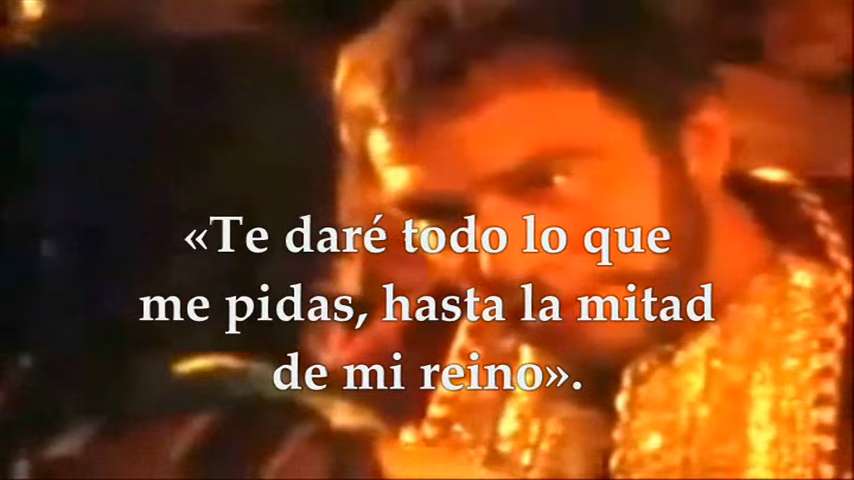 «Te daré todo lo que
me pidas, hasta la mitad
de mi reino».